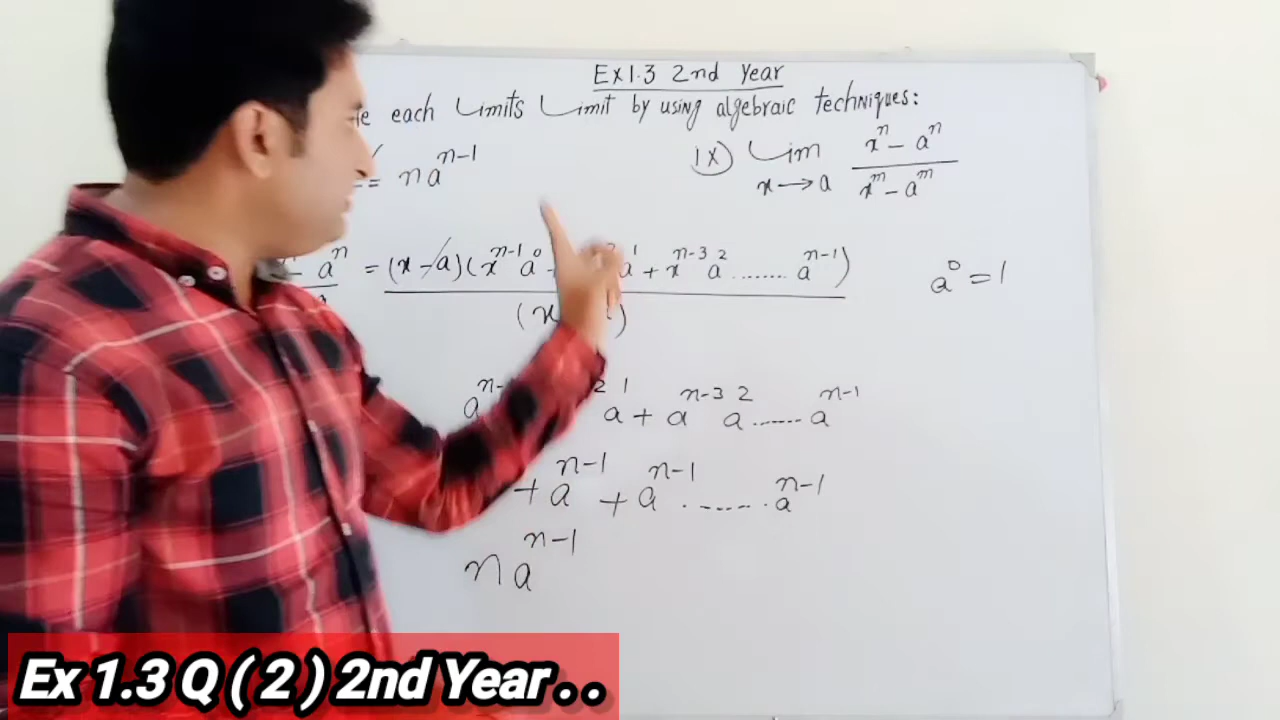 Ex 1.3 2nd Year
each Limits Limit by using algebraic techniques:
= na^{n-1}
ix) Lim x→a (x^n - a^n)/(x^m - a^m)
a^n = (x-a)(x^{n-1}a^0 a^1 + x^{n-3}a^2 ........ a^{n-1})
a^0 = 1
(x )
a + a^{n-3} a^2 ...... a^{n-1}
+ a^{n-1} + a^{n-1} ....... a^{n-1}
na^{n-1}
Ex 1.3 Q ( 2 ) 2nd Year . .